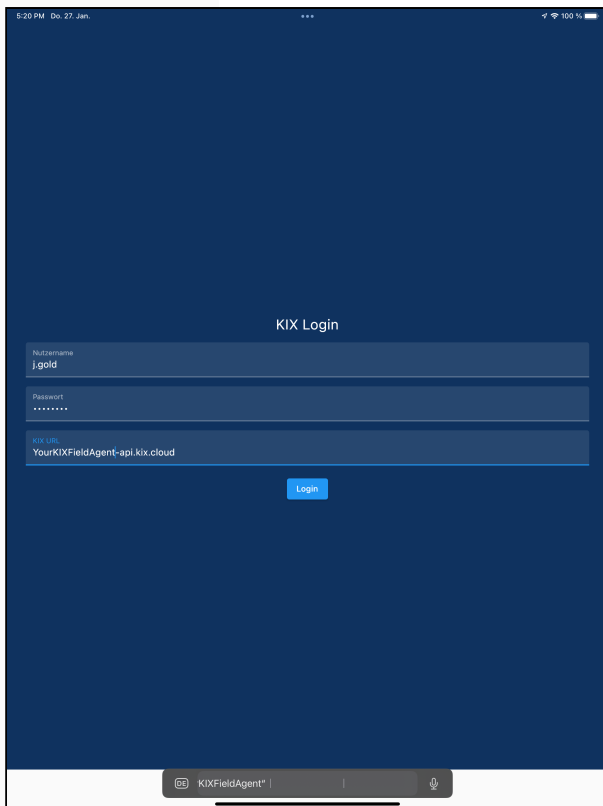 5:20 PM Do. 27. Jan.
100 %
KIX Login
Nutzername
j.gold
Passwort
••••••••
KIX URL
YourKIXFieldAgent-api.kix.cloud
Login
DE KIXFieldAgent"